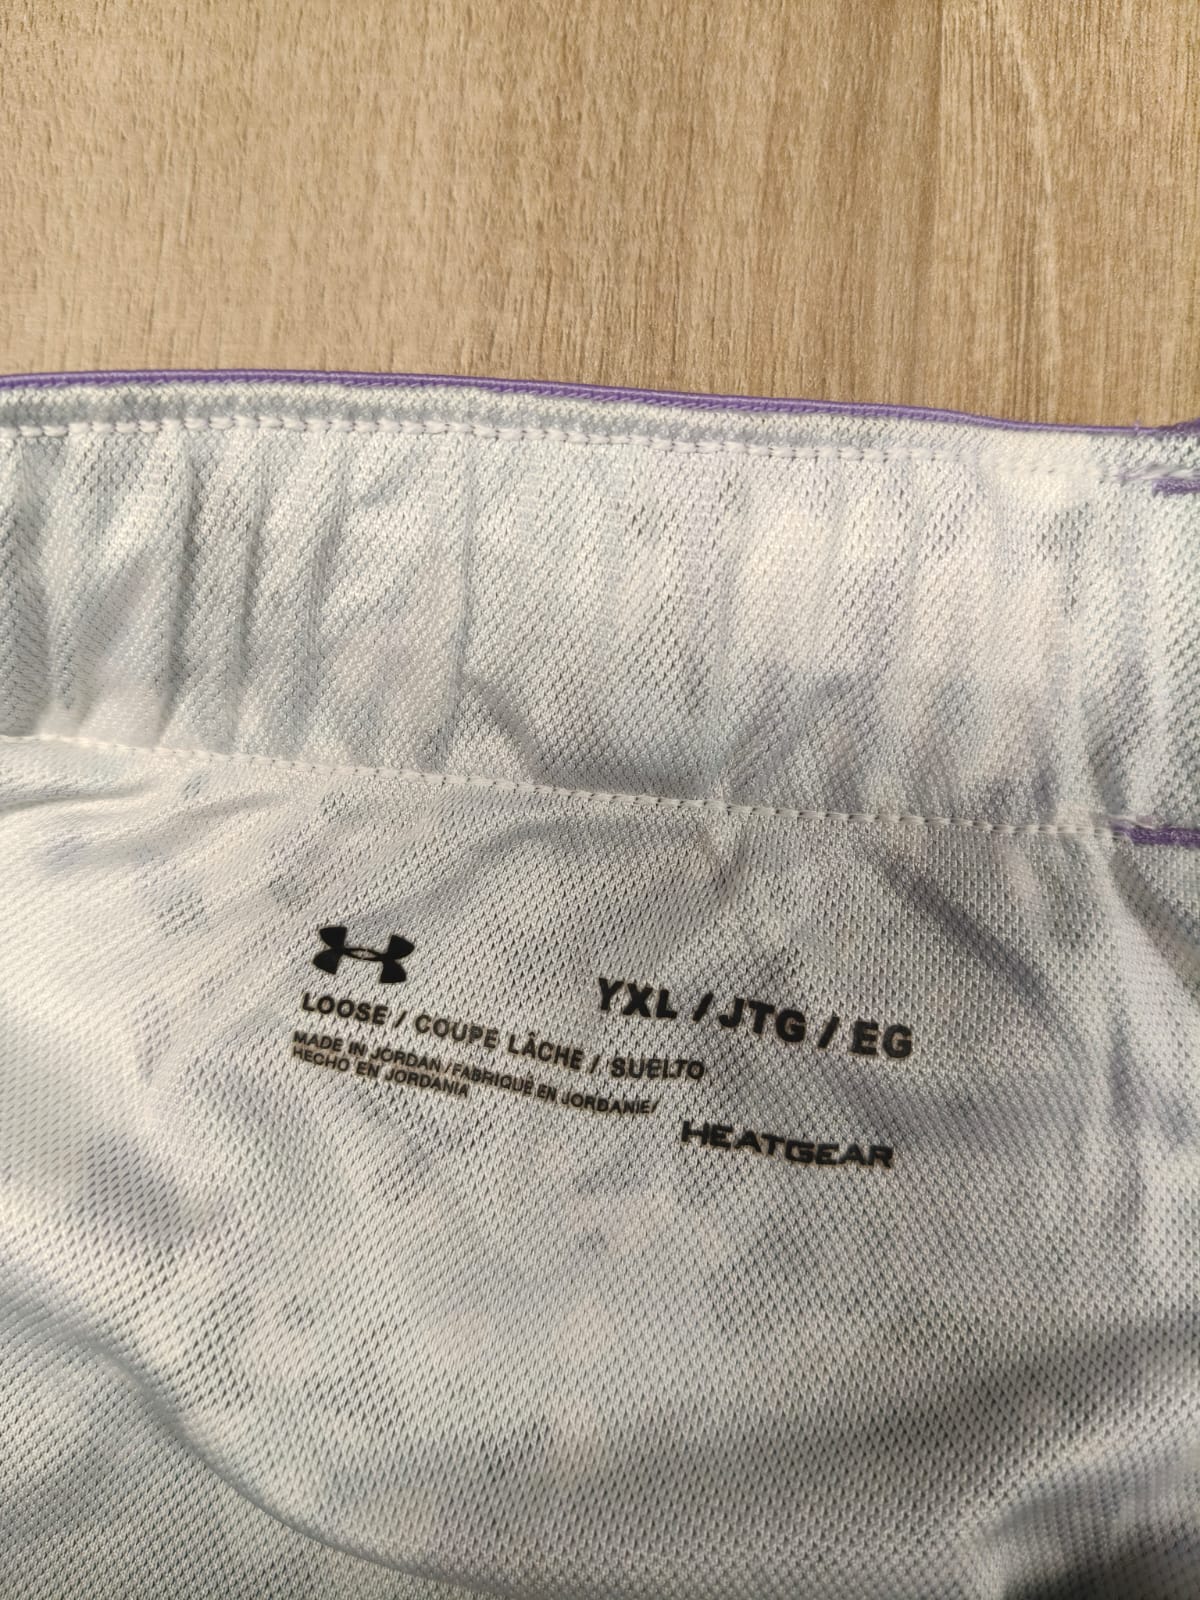 YXL / JTG / EG
LOOSE / COUPE LÂCHE / SUELTO
MADE IN JORDAN / FABRIQUÉ EN JORDANIE/
HECHO EN JORDANIA
HEATGEAR